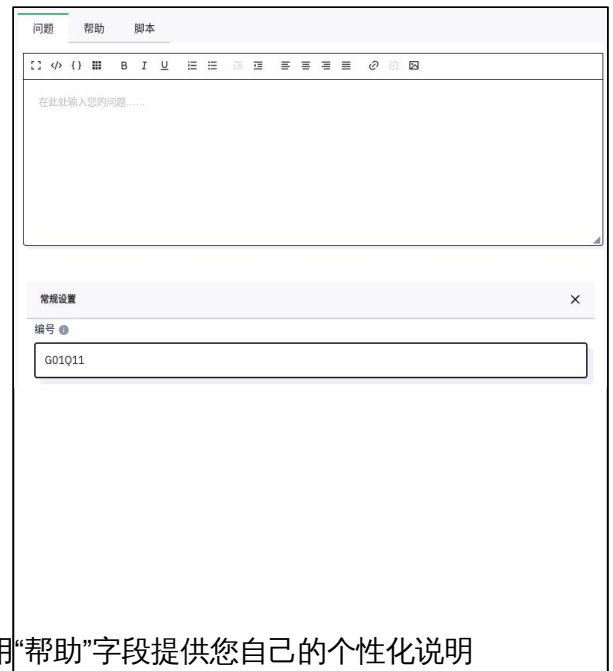 问题 帮助 脚本
B I U
在此处输入您的问题......
常规设置
编号
G01Q11
用“帮助”字段提供您自己的个性化说明